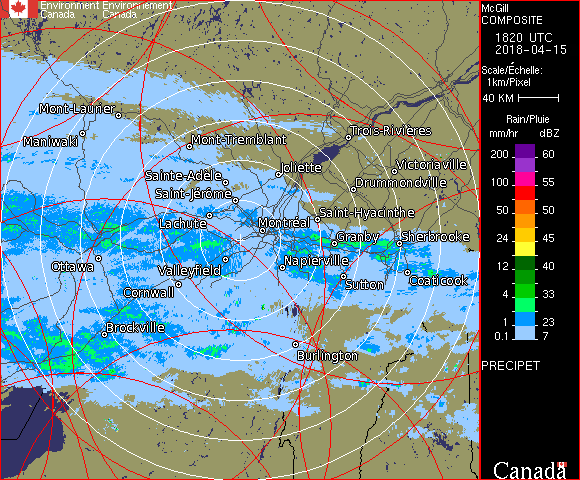 Environment Environnement
Canada Canada
McGill
COMPOSITE
1820 UTC
2018-04-15
Scale/Échelle:
1km/Pixel
40 KM
Rain/Pluie
mm/hr dBZ
200 60
100 55
50 50
24 45
12 40
4 33
1 23
0.1 7
PRECIPET
Canada
Mont-Laurier
Maniwaki
Mont-Tremblant
Trois-Rivières
Joliette
Victoriaville
Sainte-Adèle
Drummondville
Saint-Jérôme
Saint-Hyacinthe
Lachute
Montréal
Granby
Sherbrooke
Ottawa
Valleyfield
Napierville
Coaticook
Cornwall
Sutton
Brockville
Burlington